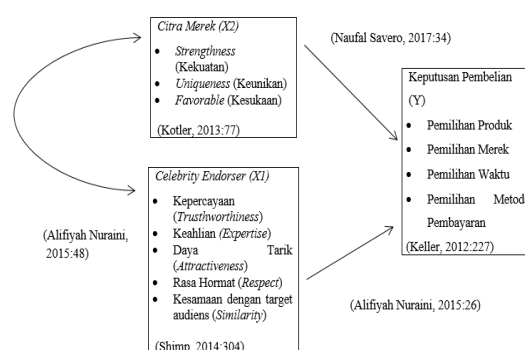 Citra Merek (X2)
• Strengthness
(Kekuatan)
• Uniqueness (Keunikan)
• Favorable (Kesukaan)
(Kotler, 2013:77)
(Naufal Savero, 2017:34)
Keputusan Pembelian
(Y)
• Pemilihan Produk
• Pemilihan Merek
• Pemilihan Waktu
• Pemilihan Metode
Pembayaran
(Keller, 2012:227)
Celebrity Endorser (X1)
• Kepercayaan
(Trusthworthiness)
• Keahlian (Expertise)
• Daya Tarik
(Attractiveness)
• Rasa Hormat (Respect)
• Kesamaan dengan target
audiens (Similarity)
(Shimp, 2014:304)
(Alifiyah Nuraini,
2015:48)
(Alifiyah Nuraini, 2015:26)